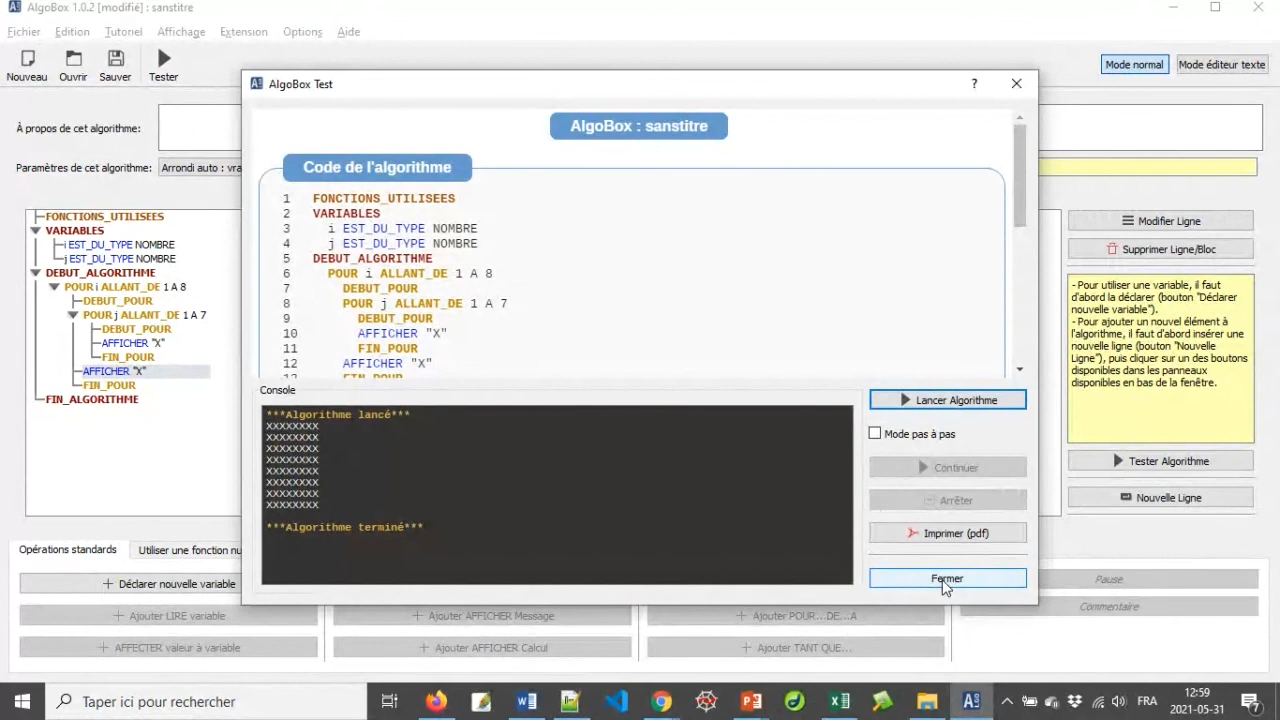 AlgoBox 1.0.2 [modifié] : sanstitre
Fichier Edition Tutoriel Affichage Extension Options Aide
Nouveau Ouvrir Sauver Tester
Mode normal Mode éditeur texte
À propos de cet algorithme:
Paramètres de cet algorithme: Arrondi auto : vra
FONCTIONS_UTILISEES
VARIABLES
i EST_DU_TYPE NOMBRE
j EST_DU_TYPE NOMBRE
DEBUT_ALGORITHME
POUR i ALLANT_DE 1 A 8
DEBUT_POUR
POUR j ALLANT_DE 1 A 7
DEBUT_POUR
AFFICHER "X"
FIN_POUR
AFFICHER "X"
FIN_POUR
FIN_ALGORITHME
AlgoBox Test
?
AlgoBox : sanstitre
Code de l'algorithme
1 FONCTIONS_UTILISEES
2 VARIABLES
3 i EST_DU_TYPE NOMBRE
4 j EST_DU_TYPE NOMBRE
5 DEBUT_ALGORITHME
6 POUR i ALLANT_DE 1 A 8
7 DEBUT_POUR
8 POUR j ALLANT_DE 1 A 7
9 DEBUT_POUR
10 AFFICHER "X"
11 FIN_POUR
12 AFFICHER "X"
Console
***Algorithme lancé***
XXXXXXXX
XXXXXXXX
XXXXXXXX
XXXXXXXX
XXXXXXXX
XXXXXXXX
XXXXXXXX
XXXXXXXX
***Algorithme terminé***
Lancer Algorithme
Mode pas à pas
Continuer
Arrêter
Imprimer (pdf)
Fermer
Modifier Ligne
Supprimer Ligne/Bloc
- Pour utiliser une variable, il faut
d'abord la déclarer (bouton "Déclarer
nouvelle variable").
- Pour ajouter un nouvel élément à
l'algorithme, il faut d'abord insérer une
nouvelle ligne (bouton "Nouvelle
Ligne"), puis cliquer sur un des boutons
disponibles dans les panneaux
disponibles en bas de la fenêtre.
Tester Algorithme
Nouvelle Ligne
Opérations standards Utiliser une fonction nu
Déclarer nouvelle variable
Pause
Ajouter LIRE variable Ajouter AFFICHER Message Ajouter POUR...DE...A Commentaire
AFFECTER valeur à variable Ajouter AFFICHER Calcul Ajouter TANT QUE...
Taper ici pour rechercher
FRA
12:59
2021-05-31
7